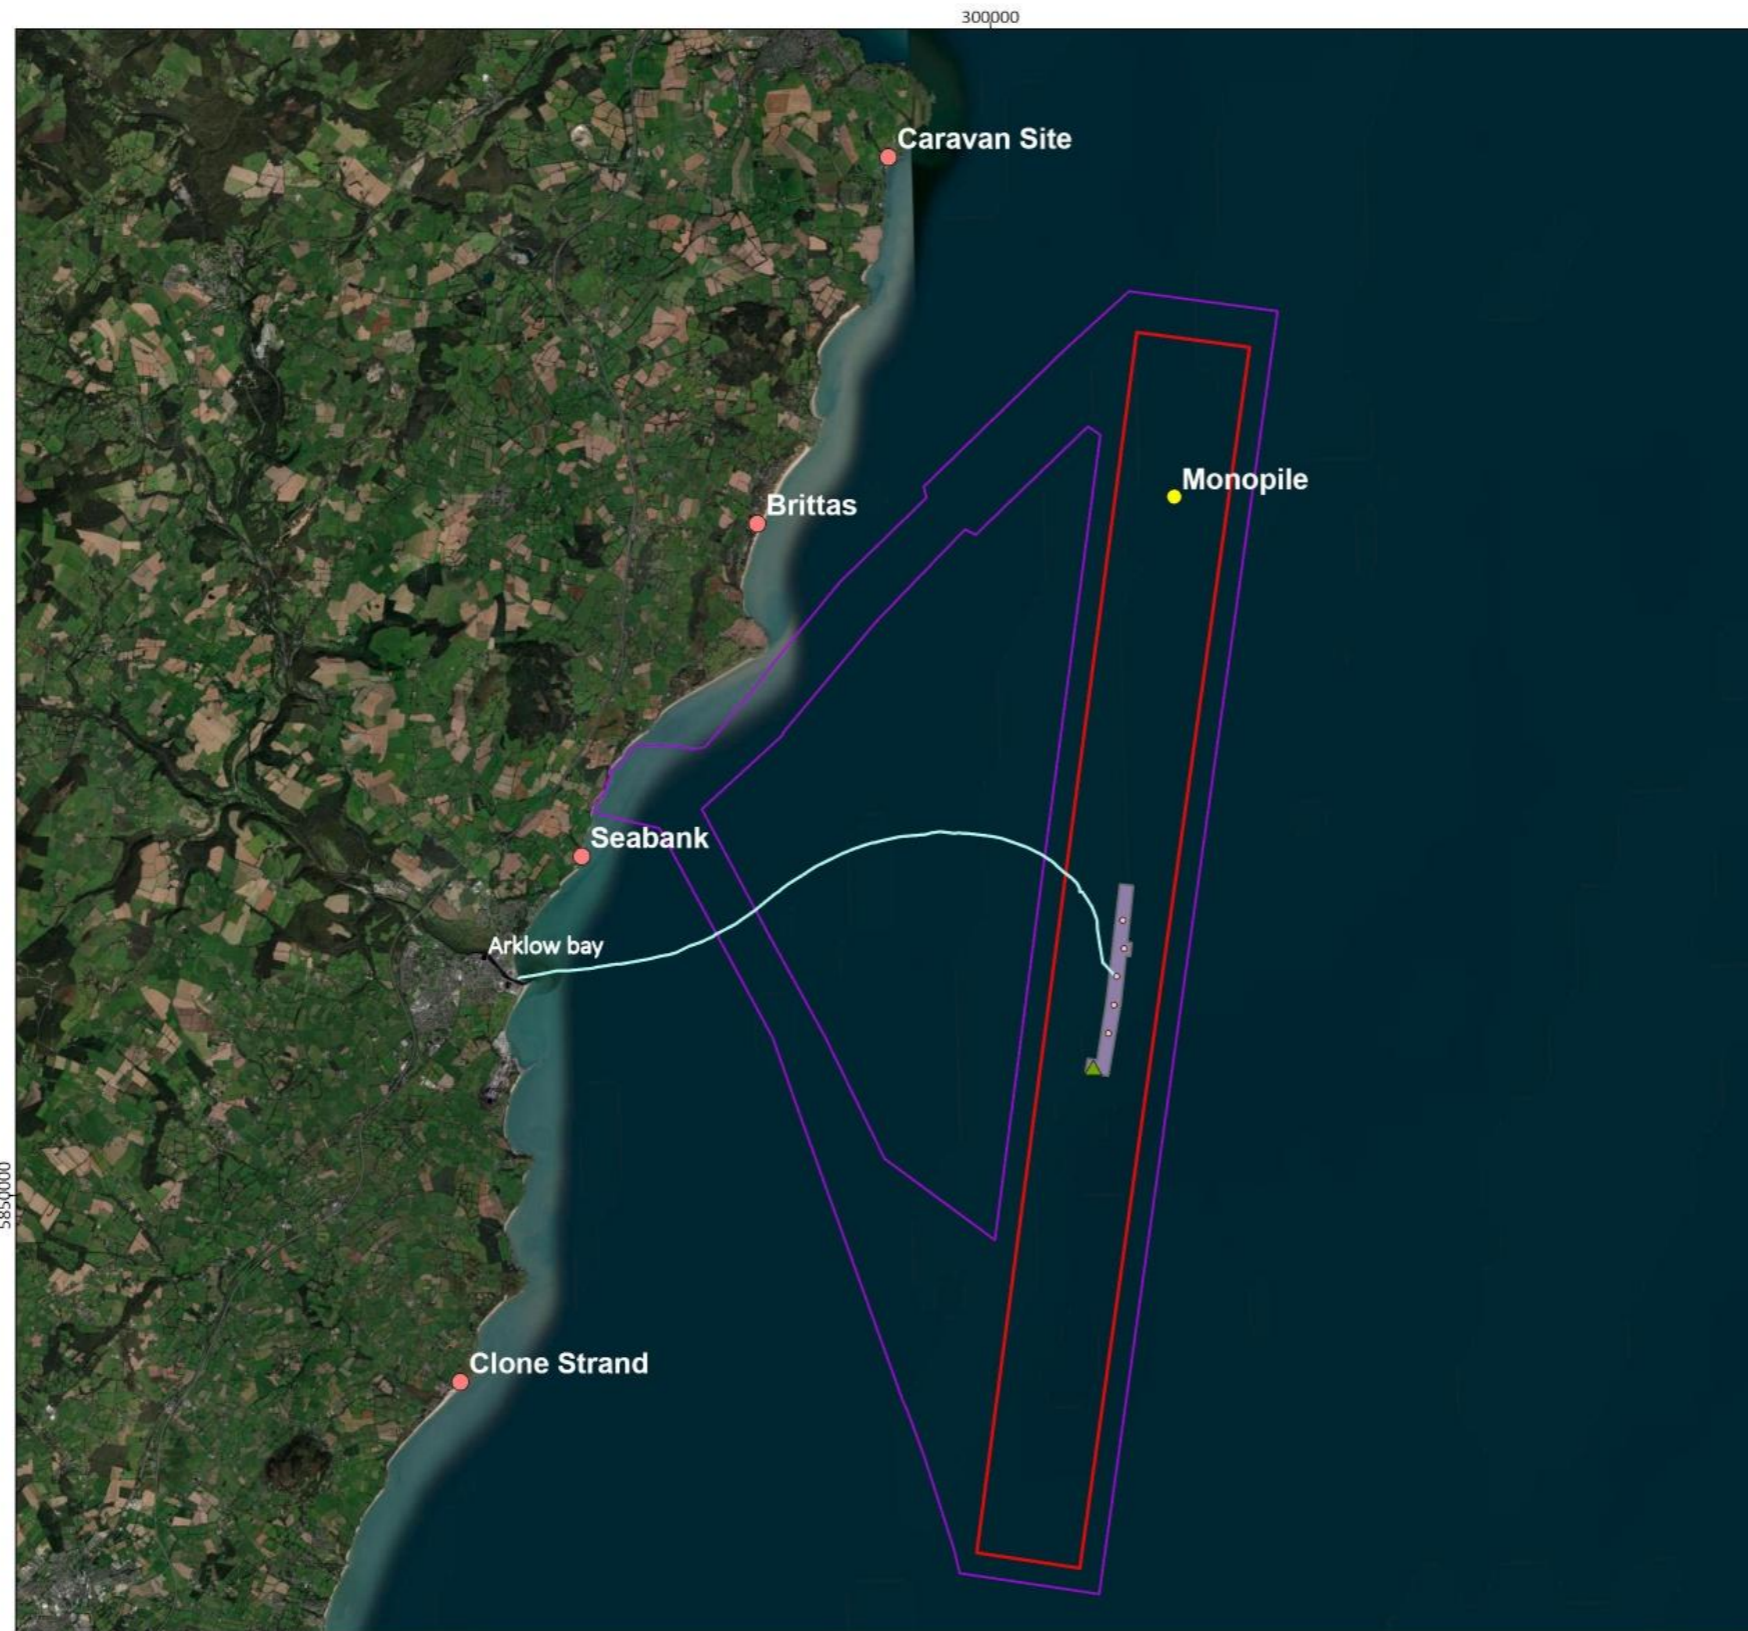 300000
Caravan Site
Monopile
Brittas
Seabank
Arklow bay
5850000
Clone Strand